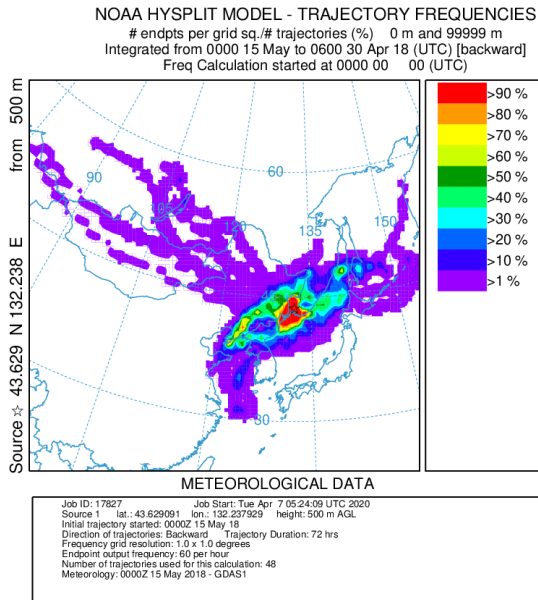 NOAA HYSPLIT MODEL - TRAJECTORY FREQUENCIES
# endpts per grid sq./# trajectories (%)    0 m and 99999 m
Integrated from 0000 15 May to 0600 30 Apr 18 (UTC) [backward]
Freq Calculation started at 0000 00    00 (UTC)
Source ☆ 43.629 N 132.238 E    from 500 m
90
60
135
150
30
>90 %
>80 %
>70 %
>60 %
>50 %
>40 %
>30 %
>20 %
>10 %
>1 %
METEOROLOGICAL DATA
Job ID: 17827    Job Start: Tue Apr 7 05:24:09 UTC 2020
Source 1    lat.: 43.629091    lon.: 132.237929    height: 500 m AGL
Initial trajectory started: 0000Z 15 May 18
Direction of trajectories: Backward    Trajectory Duration: 72 hrs
Frequency grid resolution: 1.0 x 1.0 degrees
Endpoint output frequency: 60 per hour
Number of trajectories used for this calculation: 48
Meteorology: 0000Z 15 May 2018 - GDAS1